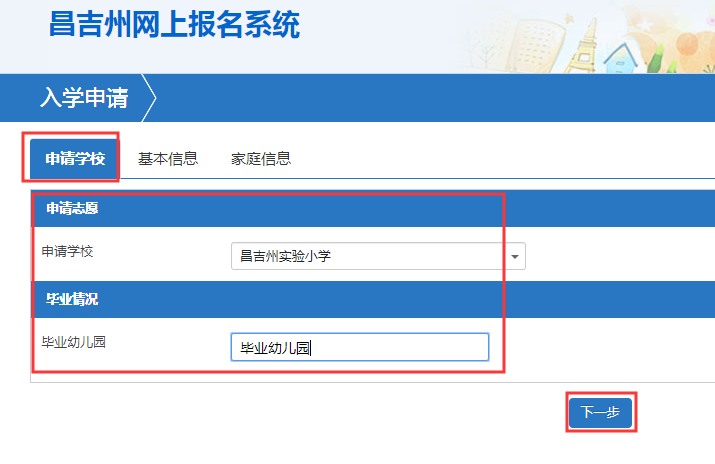 昌吉州网上报名系统
入学申请
申请学校 基本信息 家庭信息
申请志愿
申请学校 昌吉州实验小学
毕业情况
毕业幼儿园 毕业幼儿园
下一步